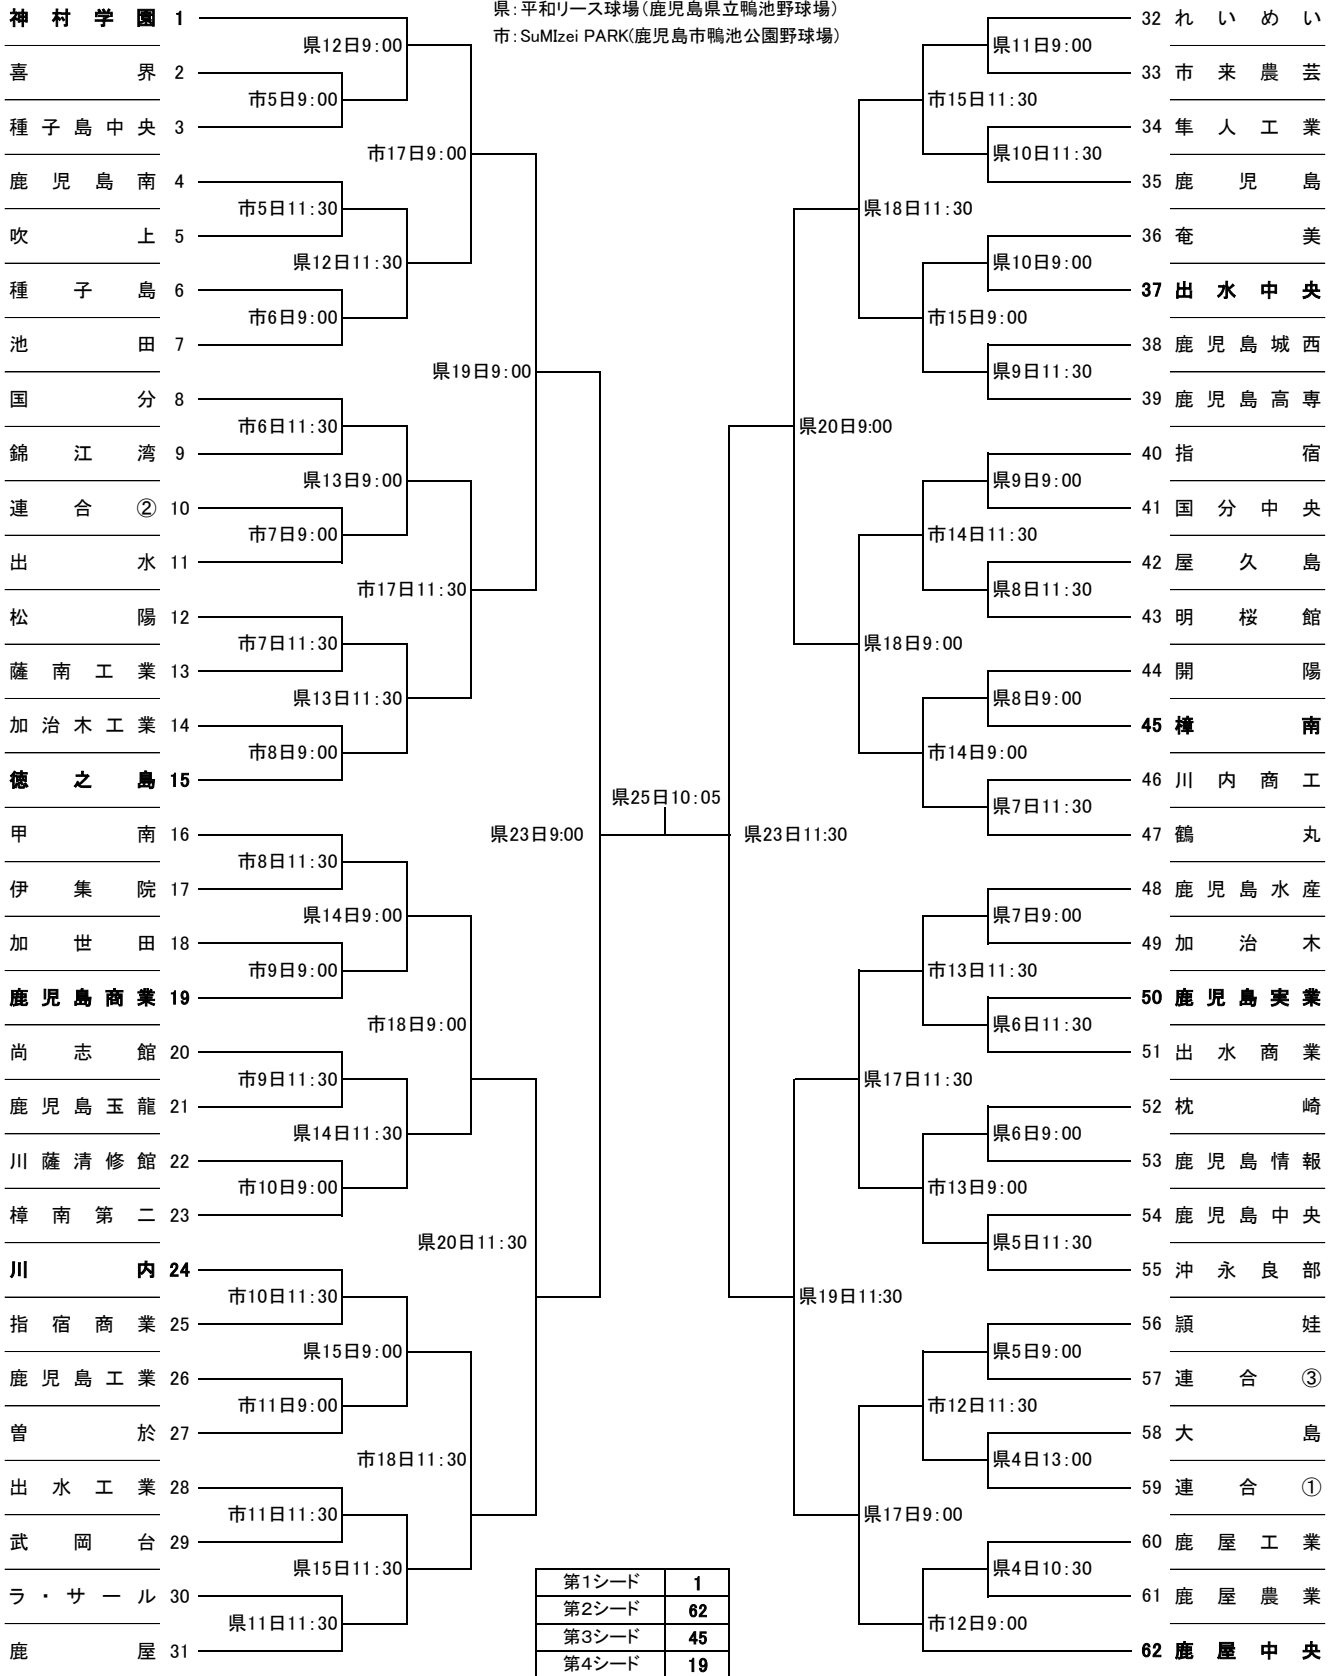 県：平和リース球場（鹿児島県立鴨池野球場）
市：SuMIzei PARK(鹿児島市鴨池公園野球場）
神村学園 1
県12日9:00
喜界 2
市5日9:00
種子島中央 3
市17日9:00
鹿児島南 4
市5日11:30
吹上 5
県12日11:30
種子島 6
市6日9:00
池田 7
県19日9:00
国分 8
市6日11:30
錦江湾 9
県13日9:00
連合② 10
市7日9:00
出水 11
市17日11:30
松陽 12
市7日11:30
薩南工業 13
県13日11:30
加治木工業 14
市8日9:00
徳之島 15
県25日10:05
県23日9:00
県23日11:30
甲南 16
市8日11:30
伊集院 17
県14日9:00
加世田 18
市9日9:00
鹿児島商業 19
市18日9:00
尚志館 20
市9日11:30
鹿児島玉龍 21
県14日11:30
川薩清修館 22
市10日9:00
樟南第二 23
県20日11:30
川内 24
市10日11:30
指宿商業 25
県15日9:00
鹿児島工業 26
市11日9:00
曽於 27
市18日11:30
出水工業 28
市11日11:30
武岡台 29
県15日11:30
ラ・サール 30
県11日11:30
鹿屋 31
32 れいめい
県11日9:00
33 市来農芸
市15日11:30
34 隼人工業
県10日11:30
35 鹿児島
県18日11:30
36 奄美
県10日9:00
37 出水中央
市15日9:00
38 鹿児島城西
県9日11:30
39 鹿児島高専
県20日9:00
40 指宿
県9日9:00
41 国分中央
市14日11:30
42 屋久島
県8日11:30
43 明桜館
県18日9:00
44 開陽
県8日9:00
45 樟南
市14日9:00
46 川内商工
県7日11:30
47 鶴丸
48 鹿児島水産
県7日9:00
49 加治木
市13日11:30
50 鹿児島実業
県6日11:30
51 出水商業
県17日11:30
52 枕崎
県6日9:00
53 鹿児島情報
市13日9:00
54 鹿児島中央
県5日11:30
55 沖永良部
県19日11:30
56 頴娃
県5日9:00
57 連合③
市12日11:30
58 大島
県4日13:00
59 連合①
県17日9:00
60 鹿屋工業
県4日10:30
61 鹿屋農業
市12日9:00
62 鹿屋中央
第1シード 1
第2シード 62
第3シード 45
第4シード 19